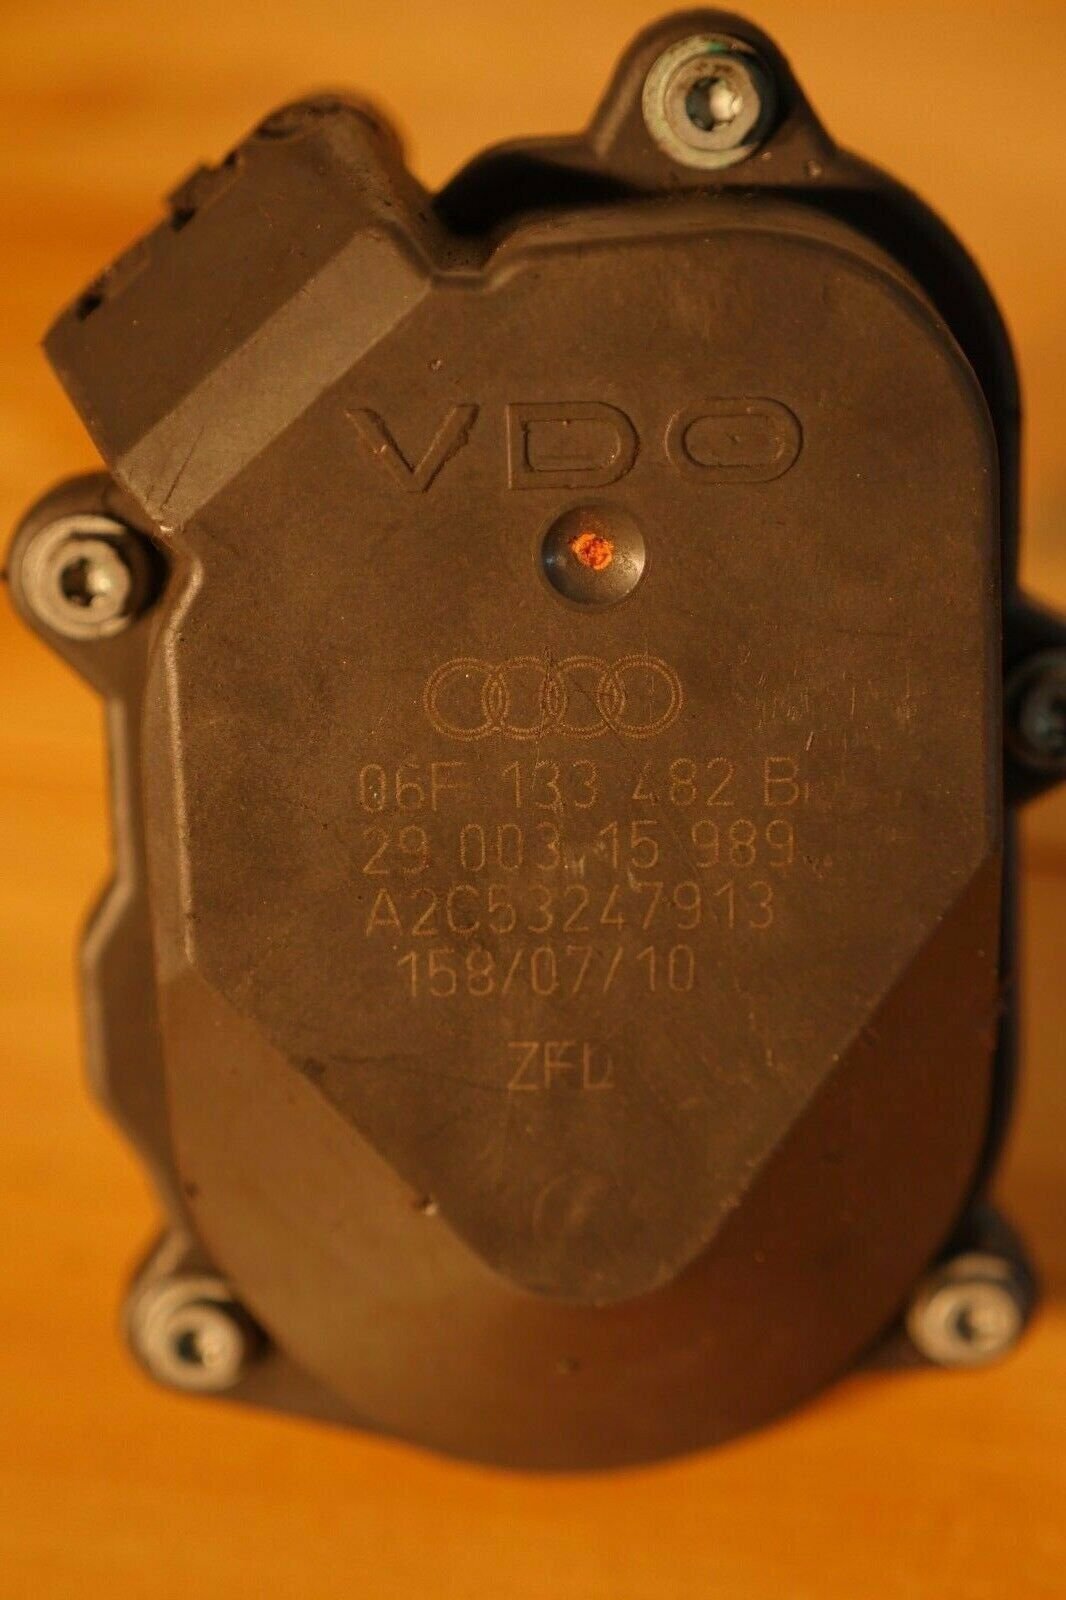 VDO
06F 133 482 B
29 003 15 989
A2C53247913
158/07/10
ZFD